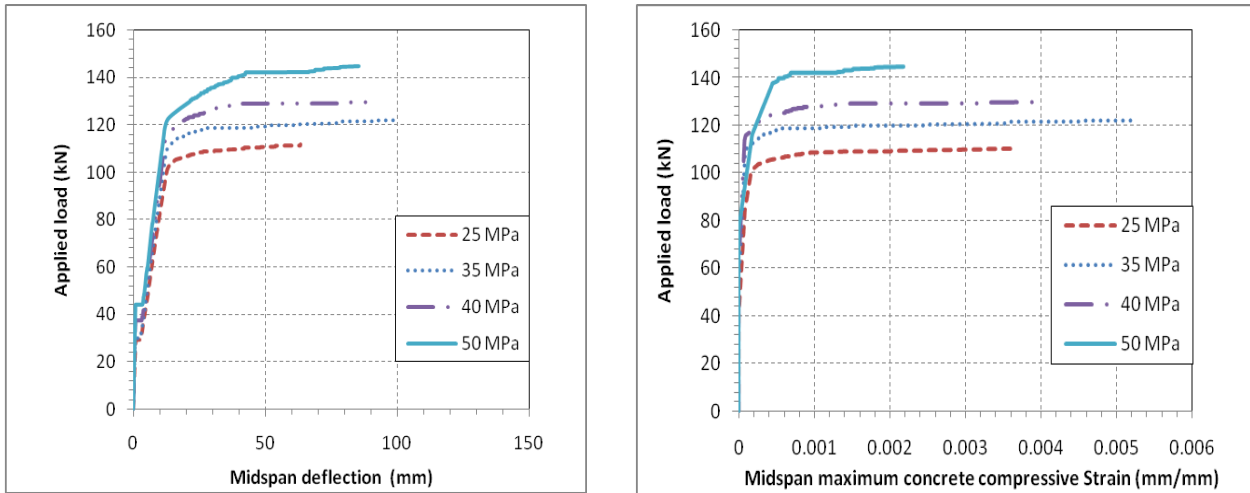 160
140
120
100
80
60
40
20
0
Applied load (kN)
25 MPa
35 MPa
40 MPa
50 MPa
0 50 100 150
Midspan deflection (mm)
160
140
120
100
80
60
40
20
0
Applied load (kN)
25 MPa
35 MPa
40 MPa
50 MPa
0 0.001 0.002 0.003 0.004 0.005 0.006
Midspan maximum concrete compressive Strain (mm/mm)